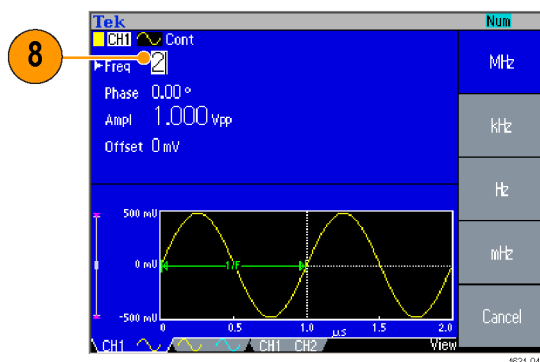 Tek
Num
CH1 Cont
8
Freq 2
MHz
Phase 0.00°
Ampl 1.000 Vpp
kHz
Offset 0 mV
Hz
500 mV
0 mV
1/F
mHz
-500 mV
0 0.5 1.0 µs 1.5 2.0
Cancel
CH1 CH1 CH2 View